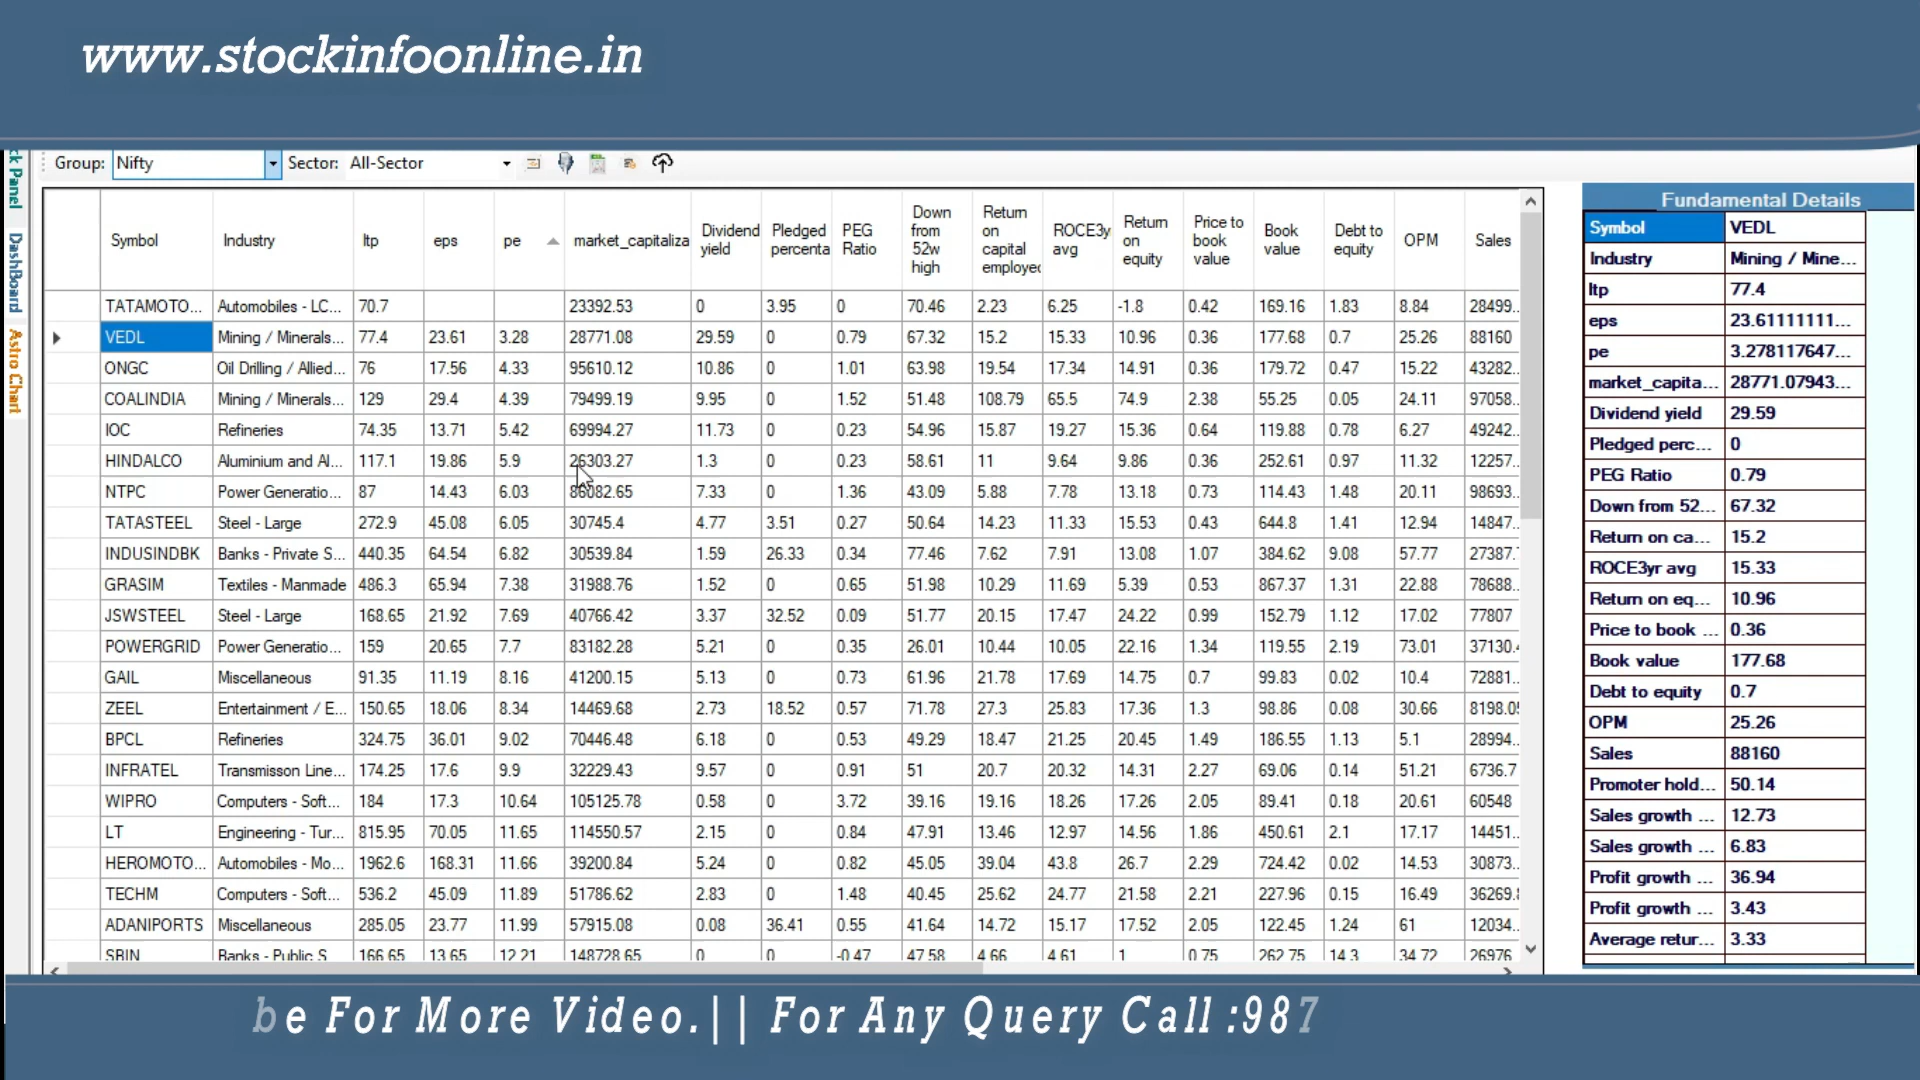 www.stockinfoonline.in
ck Panel
DashBoard
Astro Chart
Group: Nifty Sector: All-Sector
Symbol Industry ltp eps pe market_capitaliza Dividend yield Pledged percenta PEG Ratio Down from 52w high Return on capital employec ROCE3y avg Return on equity Price to book value Book value Debt to equity OPM Sales
TATAMOTO... Automobiles - LC... 70.7 23392.53 0 3.95 0 70.46 2.23 6.25 -1.8 0.42 169.16 1.83 8.84 28499..
VEDL Mining / Minerals... 77.4 23.61 3.28 28771.08 29.59 0 0.79 67.32 15.2 15.33 10.96 0.36 177.68 0.7 25.26 88160
ONGC Oil Drilling / Allied... 76 17.56 4.33 95610.12 10.86 0 1.01 63.98 19.54 17.34 14.91 0.36 179.72 0.47 15.22 43282..
COALINDIA Mining / Minerals... 129 29.4 4.39 79499.19 9.95 0 1.52 51.48 108.79 65.5 74.9 2.38 55.25 0.05 24.11 97058..
IOC Refineries 74.35 13.71 5.42 69994.27 11.73 0 0.23 54.96 15.87 19.27 15.36 0.64 119.88 0.78 6.27 49242..
HINDALCO Aluminium and Al... 117.1 19.86 5.9 26303.27 1.3 0 0.23 58.61 11 9.64 9.86 0.36 252.61 0.97 11.32 12257..
NTPC Power Generatio... 87 14.43 6.03 86082.65 7.33 0 1.36 43.09 5.88 7.78 13.18 0.73 114.43 1.48 20.11 98693..
TATASTEEL Steel - Large 272.9 45.08 6.05 30745.4 4.77 3.51 0.27 50.64 14.23 11.33 15.53 0.43 644.8 1.41 12.94 14847..
INDUSINDBK Banks - Private S... 440.35 64.54 6.82 30539.84 1.59 26.33 0.34 77.46 7.62 7.91 13.08 1.07 384.62 9.08 57.77 27387.
GRASIM Textiles - Manmade 486.3 65.94 7.38 31988.76 1.52 0 0.65 51.98 10.29 11.69 5.39 0.53 867.37 1.31 22.88 78688..
JSWSTEEL Steel - Large 168.65 21.92 7.69 40766.42 3.37 32.52 0.09 51.77 20.15 17.47 24.22 0.99 152.79 1.12 17.02 77807
POWERGRID Power Generatio... 159 20.65 7.7 83182.28 5.21 0 0.35 26.01 10.44 10.05 22.16 1.34 119.55 2.19 73.01 37130.
GAIL Miscellaneous 91.35 11.19 8.16 41200.15 5.13 0 0.73 61.96 21.78 17.69 14.75 0.7 99.83 0.02 10.4 72881..
ZEEL Entertainment / E... 150.65 18.06 8.34 14469.68 2.73 18.52 0.57 71.78 27.3 25.83 17.36 1.3 98.86 0.08 30.66 8198.0
BPCL Refineries 324.75 36.01 9.02 70446.48 6.18 0 0.53 49.29 18.47 21.25 20.45 1.49 186.55 1.13 5.1 28994..
INFRATEL Transmisson Line... 174.25 17.6 9.9 32229.43 9.57 0 0.91 51 20.7 20.32 14.31 2.27 69.06 0.14 51.21 6736.7
WIPRO Computers - Soft... 184 17.3 10.64 105125.78 0.58 0 3.72 39.16 19.16 18.26 17.26 2.05 89.41 0.18 20.61 60548
LT Engineering - Tur... 815.95 70.05 11.65 114550.57 2.15 0 0.84 47.91 13.46 12.97 14.56 1.86 450.61 2.1 17.17 14451..
HEROMOTO... Automobiles - Mo... 1962.6 168.31 11.66 39200.84 5.24 0 0.82 45.05 39.04 43.8 26.7 2.29 724.42 0.02 14.53 30873..
TECHM Computers - Soft... 536.2 45.09 11.89 51786.62 2.83 0 1.48 40.45 25.62 24.77 21.58 2.21 227.96 0.15 16.49 36269.
ADANIPORTS Miscellaneous 285.05 23.77 11.99 57915.08 0.08 36.41 0.55 41.64 14.72 15.17 17.52 2.05 122.45 1.24 61 12034..
SBIN Banks - Public S 166.65 13.65 12.21 148728.65 0 0 -0.47 47.58 4.66 4.61 1 0.75 262.75 14.3 34.72 26976
Fundamental Details
Symbol VEDL
Industry Mining / Mine...
ltp 77.4
eps 23.61111111...
pe 3.278117647...
market_capita... 28771.07943...
Dividend yield 29.59
Pledged perc... 0
PEG Ratio 0.79
Down from 52... 67.32
Return on ca... 15.2
ROCE3yr avg 15.33
Return on eq... 10.96
Price to book ... 0.36
Book value 177.68
Debt to equity 0.7
OPM 25.26
Sales 88160
Promoter hold... 50.14
Sales growth ... 12.73
Sales growth ... 6.83
Profit growth ... 36.94
Profit growth ... 3.43
Average retur... 3.33
be For More Video.|| For Any Query Call :987